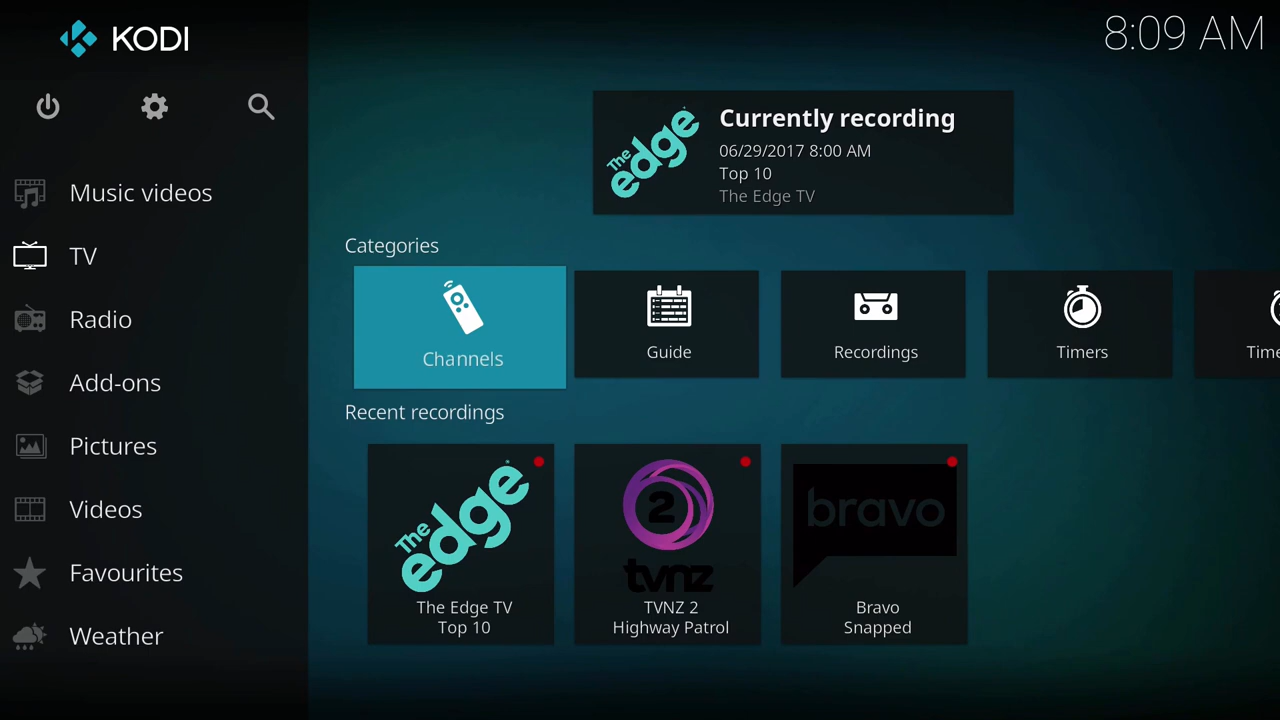 KODI
8:09 AM
Music videos
TV
Radio
Add-ons
Pictures
Videos
Favourites
Weather
The edge
Currently recording
06/29/2017 8:00 AM
Top 10
The Edge TV
Categories
Channels
Guide
Recordings
Timers
Recent recordings
The edge
The Edge TV
Top 10
2
tvnz
TVNZ 2
Highway Patrol
bravo
Bravo
Snapped